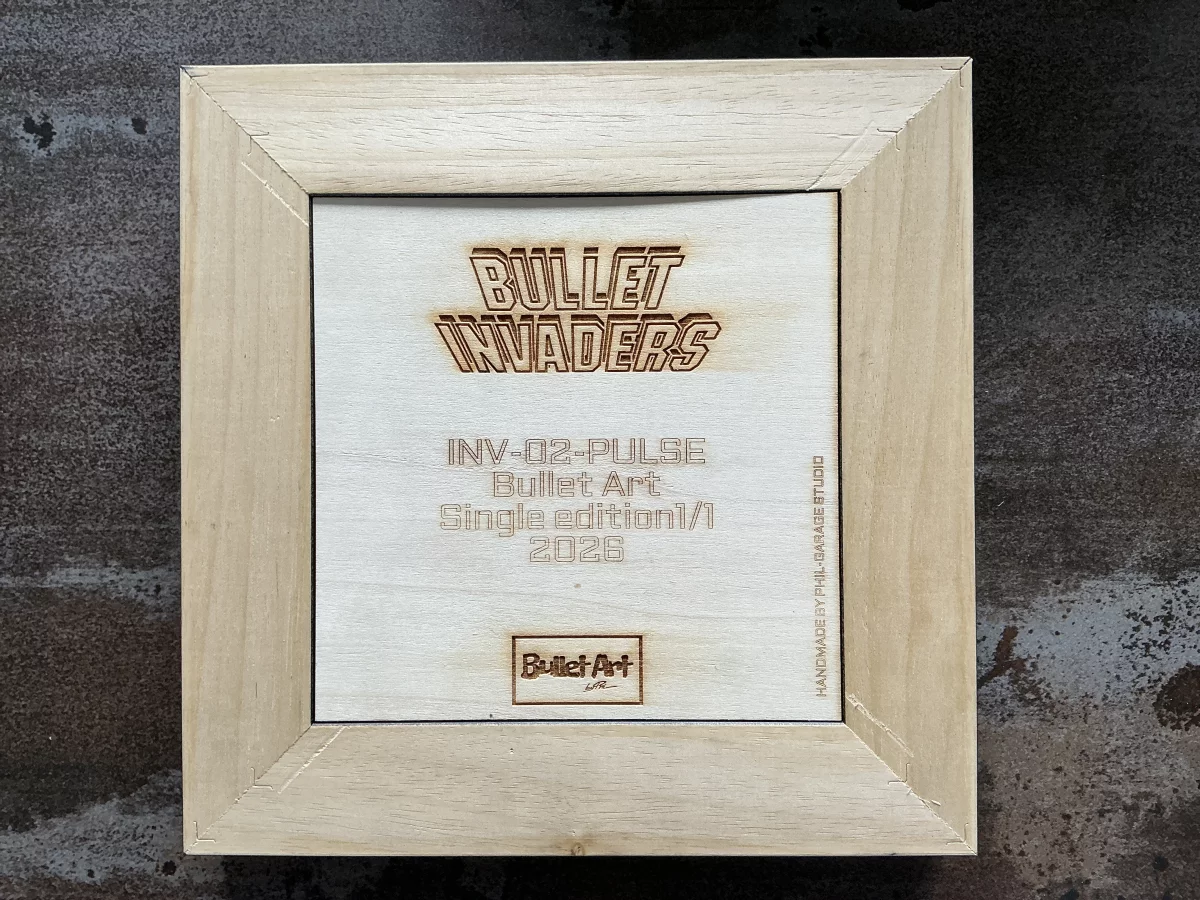 BULLET
INVADERS
INV-02-PULSE
Bullet Art
Single edition1/1
2026
Bullet Art
HANDMADE BY PHIL-GARAGE STUDIO